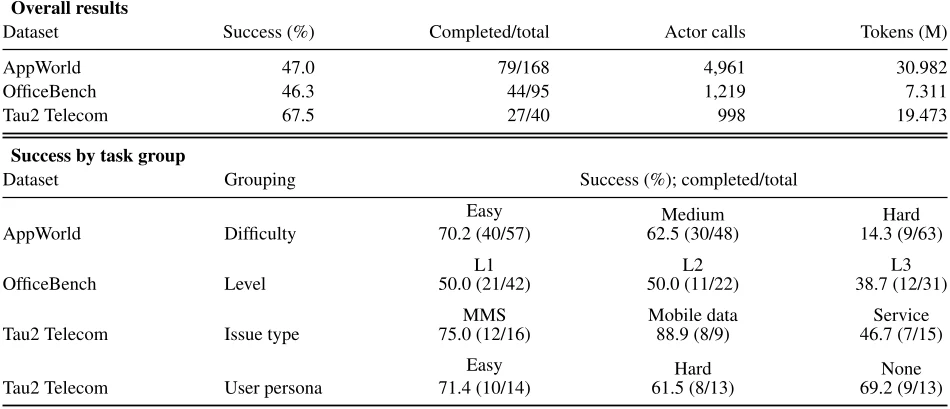 Overall results
Dataset Success (%) Completed/total Actor calls Tokens (M)
AppWorld 47.0 79/168 4,961 30.982
OfficeBench 46.3 44/95 1,219 7.311
Tau2 Telecom 67.5 27/40 998 19.473
Success by task group
Dataset Grouping Success (%); completed/total
Easy Medium Hard
AppWorld Difficulty 70.2 (40/57) 62.5 (30/48) 14.3 (9/63)
L1 L2 L3
OfficeBench Level 50.0 (21/42) 50.0 (11/22) 38.7 (12/31)
MMS Mobile data Service
Tau2 Telecom Issue type 75.0 (12/16) 88.9 (8/9) 46.7 (7/15)
Easy Hard None
Tau2 Telecom User persona 71.4 (10/14) 61.5 (8/13) 69.2 (9/13)